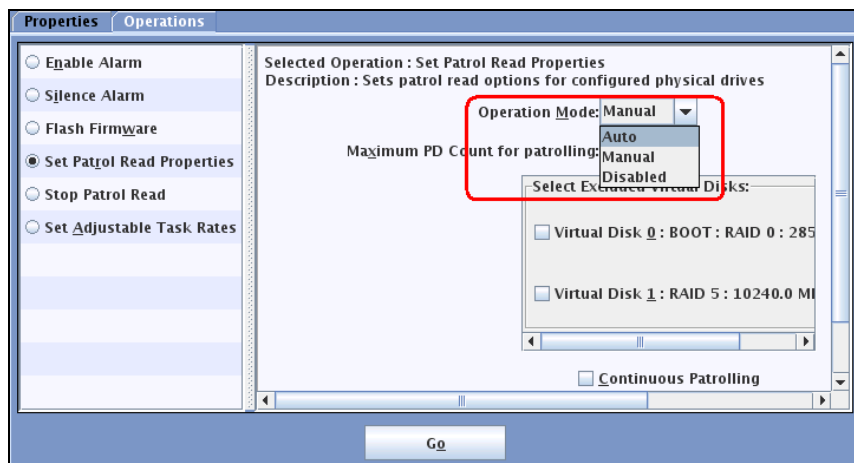 Properties
Operations
Enable Alarm
Silence Alarm
Flash Firmware
Set Patrol Read Properties
Stop Patrol Read
Set Adjustable Task Rates
Selected Operation : Set Patrol Read Properties
Description : Sets patrol read options for configured physical drives
Operation Mode: Manual
Auto
Manual
Disabled
Maximum PD Count for patrolling:
Select Excluded Virtual Disks:
Virtual Disk 0 : BOOT : RAID 0 : 285
Virtual Disk 1 : RAID 5 : 10240.0 MI
Continuous Patrolling
Go